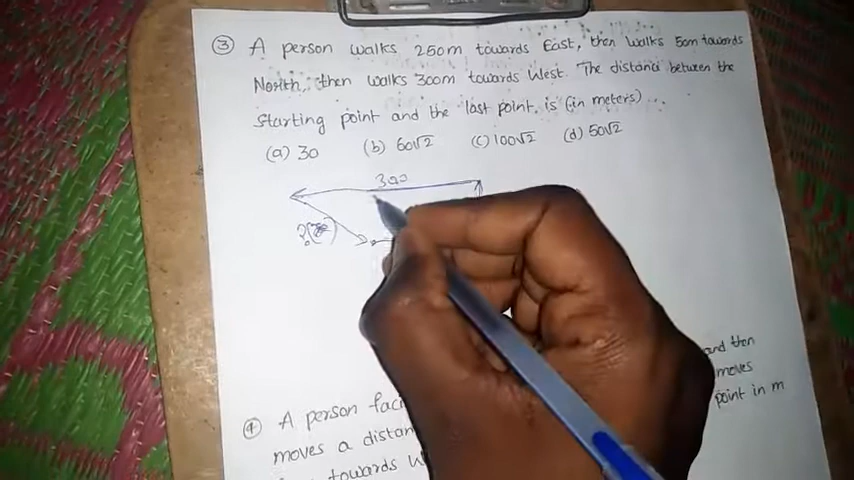 ③ A person walks 250m towards East, then walks 50m towards
North, then walks 300m towards West. The distance between the
Starting point and the last point is (in meters)..
(a) 30 (b) 60√2 (c) 100√2 (d) 50√2
300
?
④ A person faci and then
moves a distan moves
towards W point in m